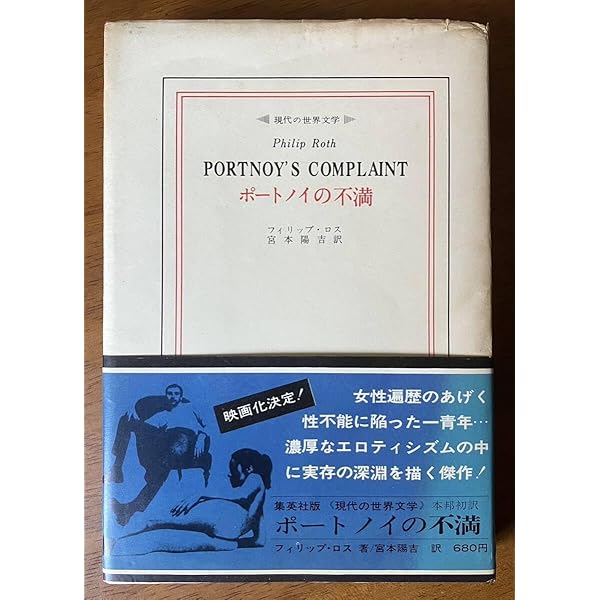 現代の世界文学
Philip Roth
PORTNOY'S COMPLAINT
ポートノイの不満
フィリップ・ロス
宮本陽吉訳
映画化決定!
女性遍歴のあげく
性不能に陥った一青年…
濃厚なエロティシズムの中
に実存の深淵を描く傑作!
集英社版 《現代の世界文学》 本邦初訳
ポートノイの不満
フィリップ・ロス 著/宮本陽吉 訳 680円